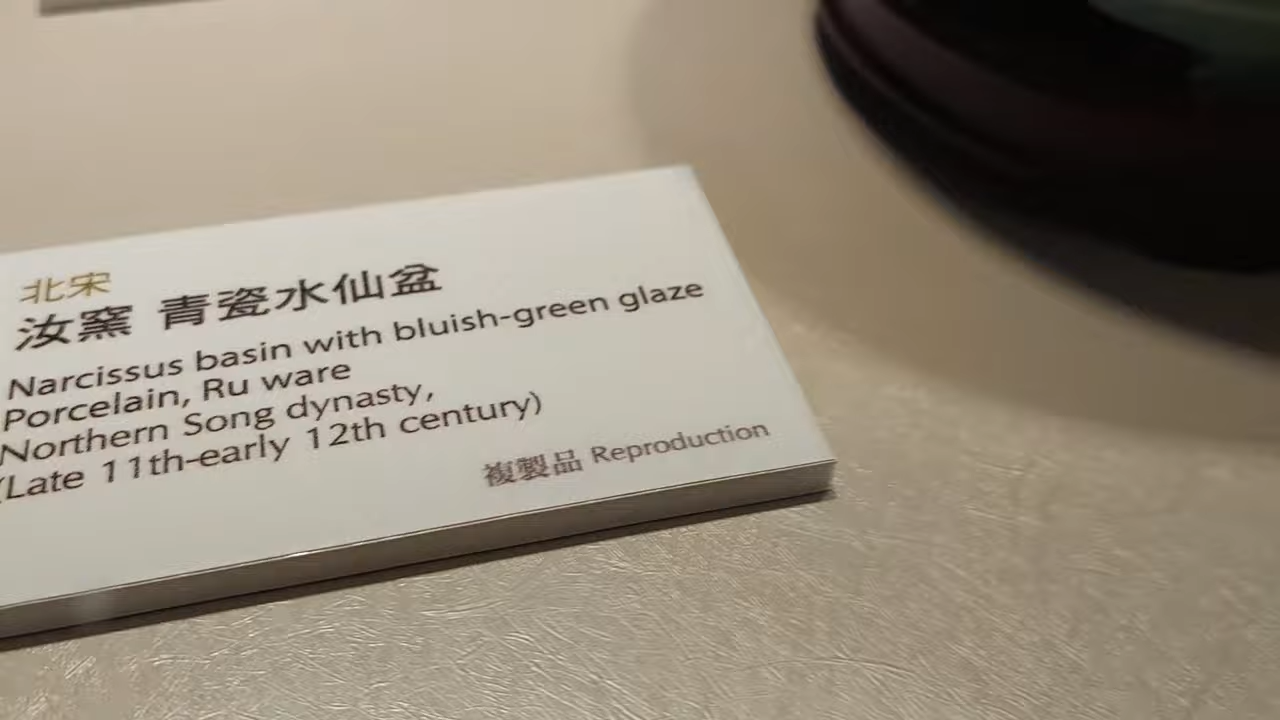 北宋
汝窯 青瓷水仙盆
Narcissus basin with bluish-green glaze
Porcelain, Ru ware
Northern Song dynasty,
(Late 11th-early 12th century)
複製品 Reproduction